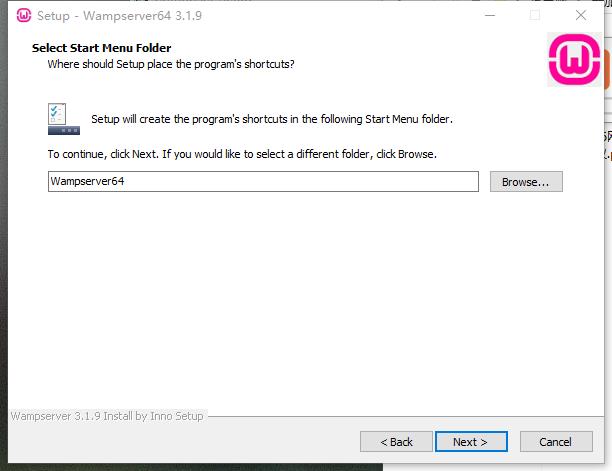 Setup - Wampserver64 3.1.9
Select Start Menu Folder
Where should Setup place the program's shortcuts?
Setup will create the program's shortcuts in the following Start Menu folder.
To continue, click Next. If you would like to select a different folder, click Browse.
Wampserver64
Browse...
Wampserver 3.1.9 Install by Inno Setup
< Back
Next >
Cancel